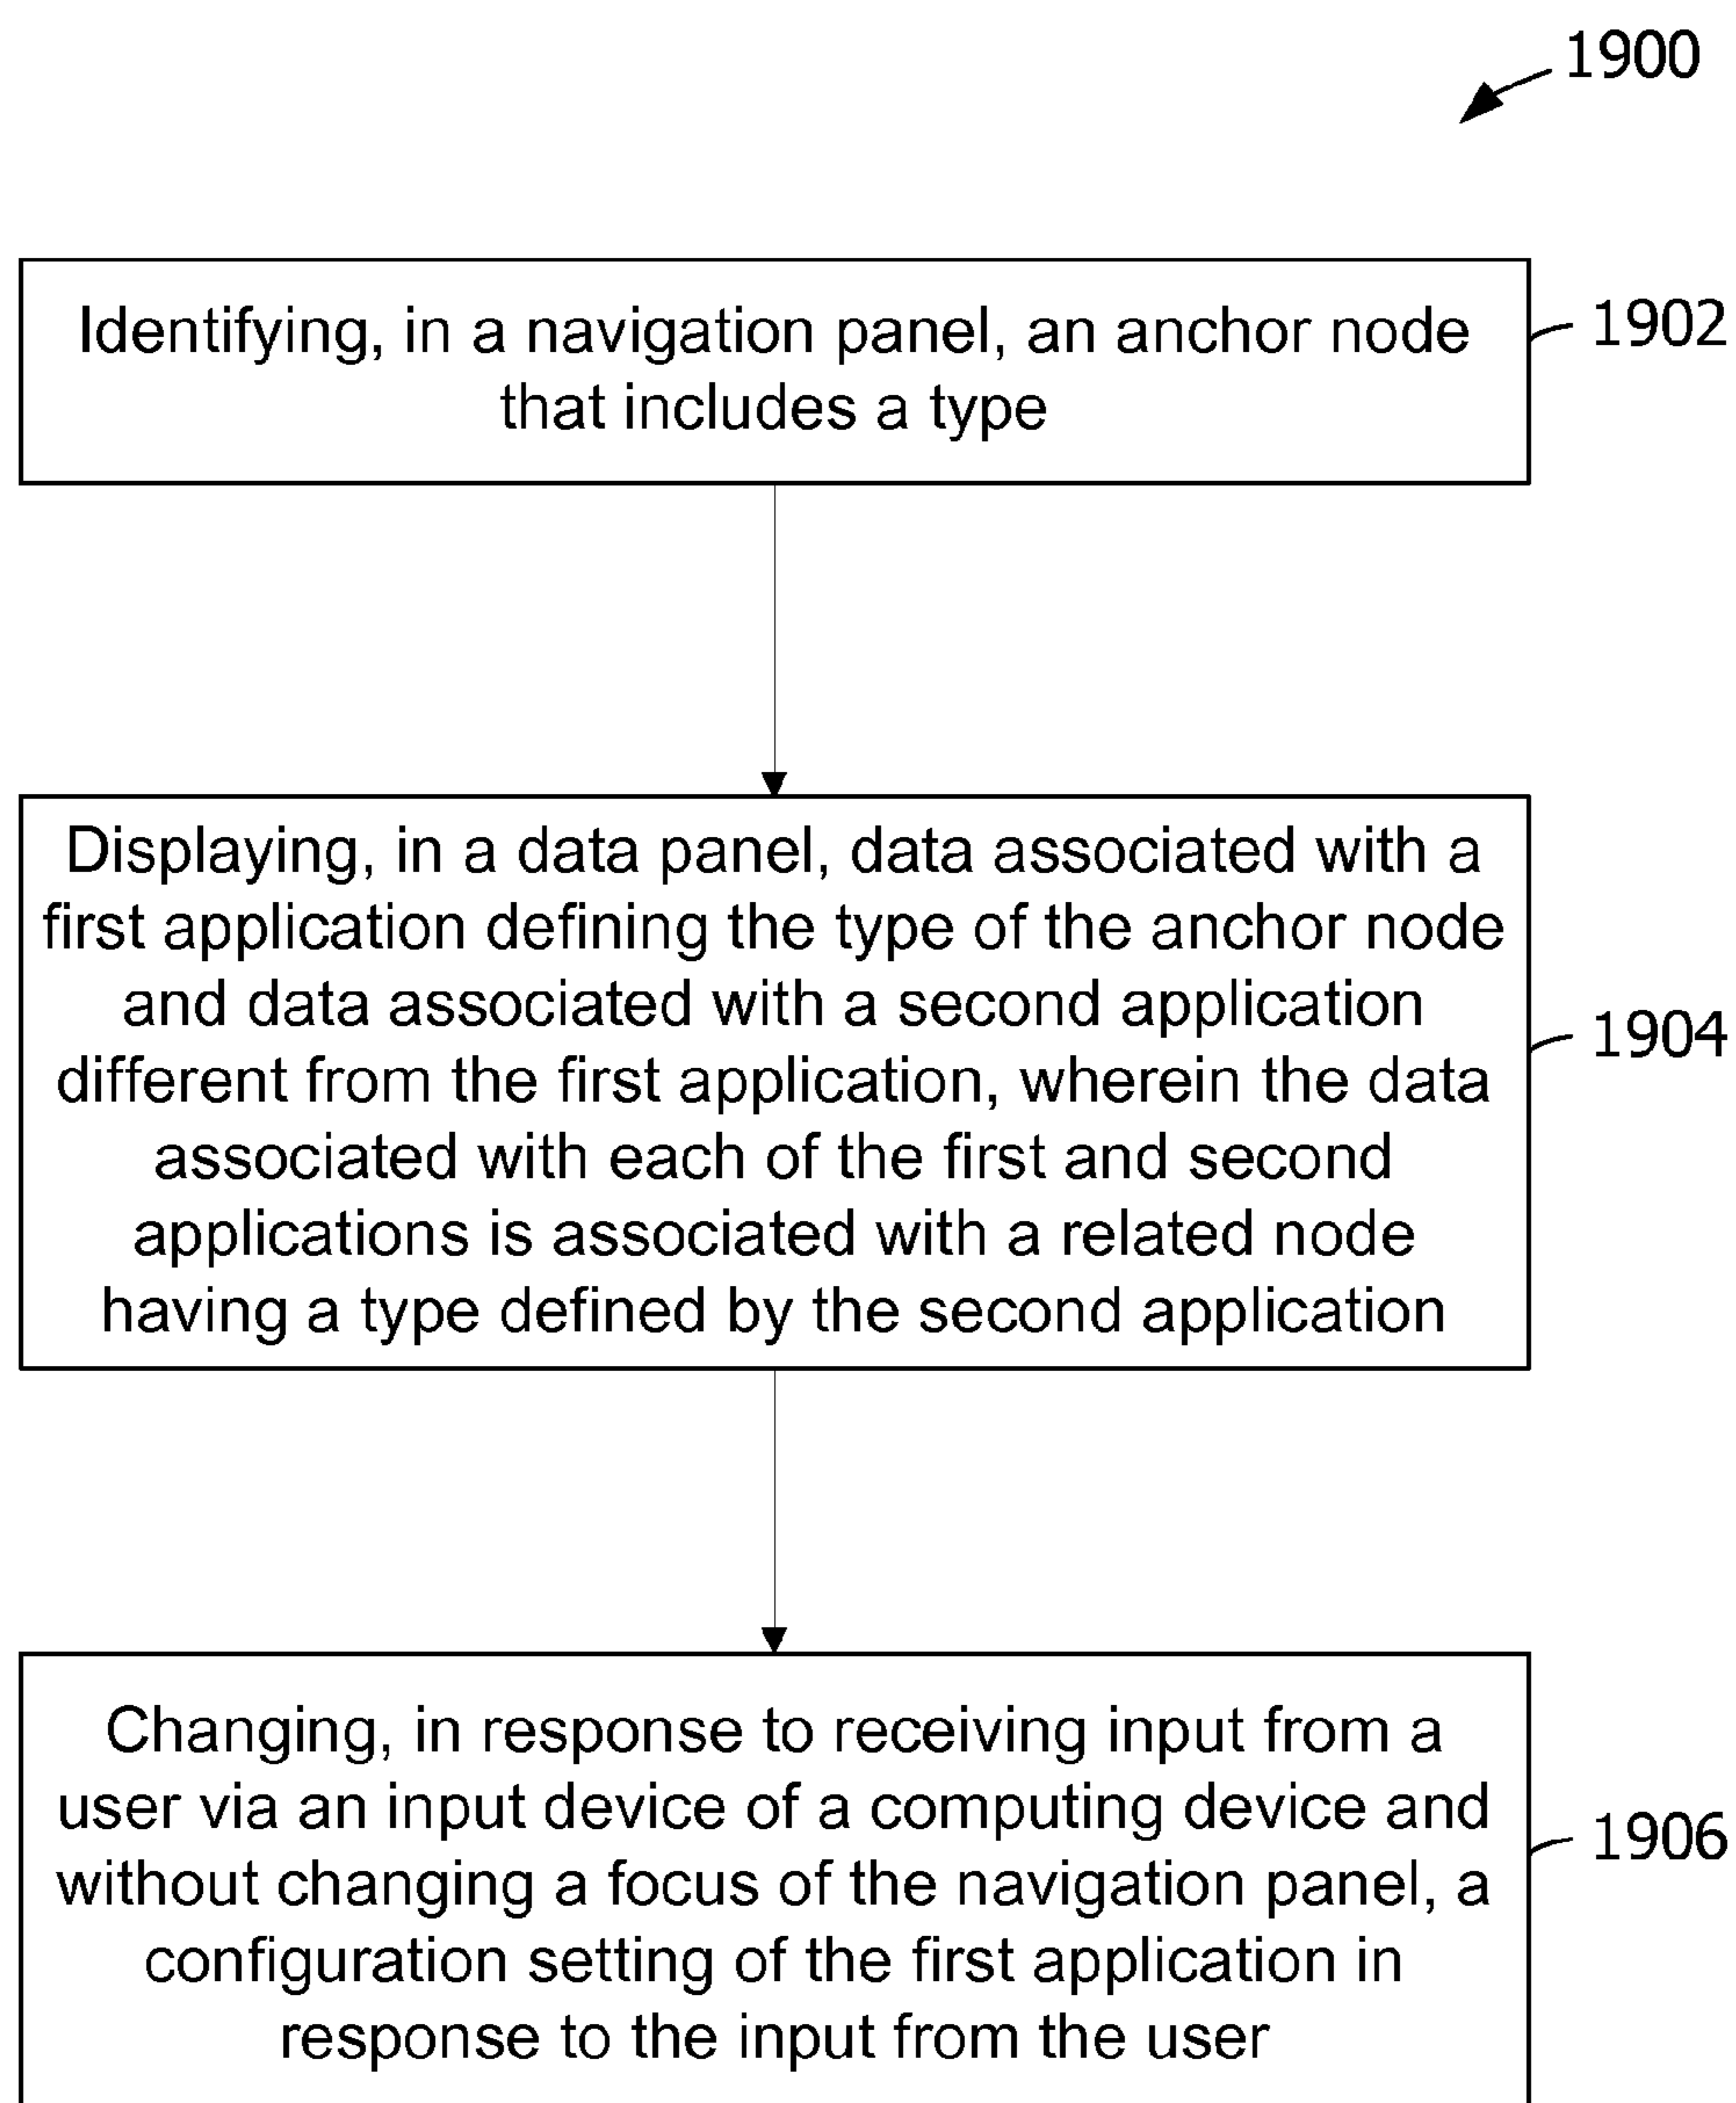 1900
Identifying, in a navigation panel, an anchor node
that includes a type
1902
Displaying, in a data panel, data associated with a
first application defining the type of the anchor node
and data associated with a second application
different from the first application, wherein the data
associated with each of the first and second
applications is associated with a related node
having a type defined by the second application
1904
Changing, in response to receiving input from a
user via an input device of a computing device and
without changing a focus of the navigation panel, a
configuration setting of the first application in
response to the input from the user
1906